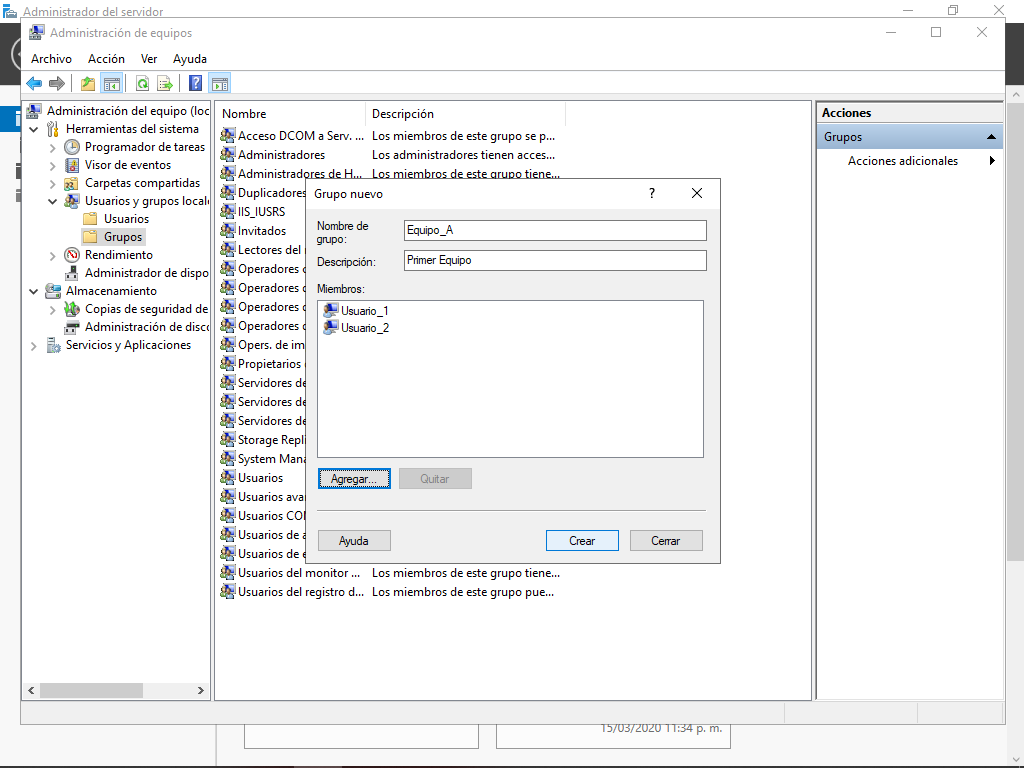 Administrador del servidor
Administración de equipos
Archivo Acción Ver Ayuda
Administración del equipo (loc
Herramientas del sistema
Programador de tareas
Visor de eventos
Carpetas compartidas
Usuarios y grupos locale
Usuarios
Grupos
Rendimiento
Administrador de dispo
Almacenamiento
Copias de seguridad de
Administración de disco
Servicios y Aplicaciones
Nombre Descripción
Acceso DCOM a Serv. ... Los miembros de este grupo se p...
Administradores Los administradores tienen acces...
Administradores de H... Los miembros de este grupo tiene...
Duplicadores
IIS_IUSRS
Invitados
Lectores del
Operadores
Operadores
Operadores
Operadores
Opers. de im
Propietarios
Servidores de
Servidores de
Servidores de
Storage Repli
System Mana
Usuarios
Usuarios avan
Usuarios COM
Usuarios de
Usuarios de
Usuarios del monitor ... Los miembros de este grupo tiene...
Usuarios del registro d... Los miembros de este grupo pue...
Grupo nuevo
?
Nombre de grupo:
Equipo_A
Descripción:
Primer Equipo
Miembros:
Usuario_1
Usuario_2
Agregar... Quitar
Ayuda Crear Cerrar
Acciones
Grupos
Acciones adicionales
15/03/2020 11:34 p. m.